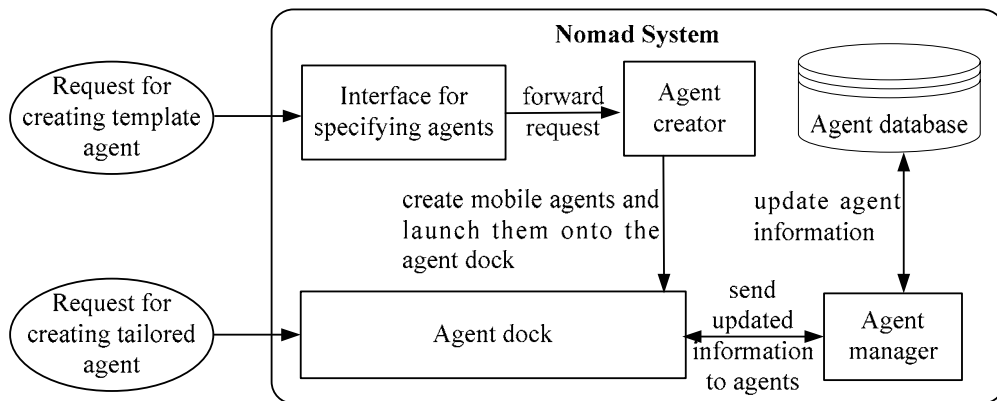 Nomad System
Request for
creating template
agent
Interface for
specifying agents
forward
request
Agent
creator
Agent database
create mobile agents and
launch them onto the
agent dock
update agent
information
Request for
creating tailored
agent
Agent dock
send
updated
information
to agents
Agent
manager